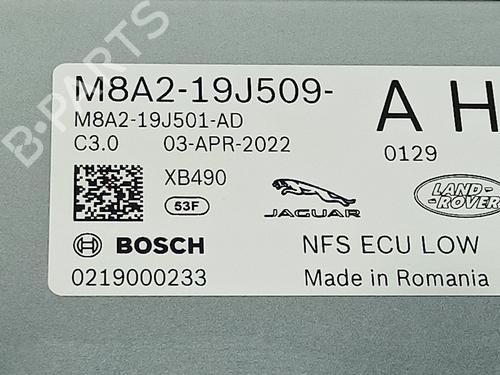 B-PARTS
M8A2-19J509- AH
M8A2-19J501-AD
C3.0 03-APR-2022 0129
XB490
53F
JAGUAR
LAND-
ROVER
BOSCH NFS ECU LOW
0219000233 Made in Romania